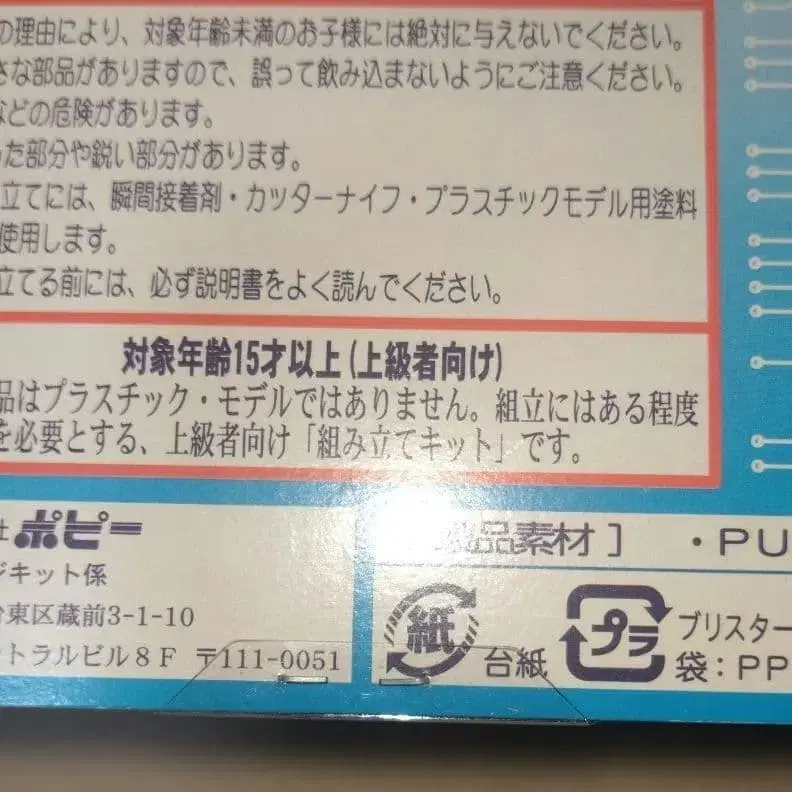 の理由により、対象年齢未満のお子様には絶対に与えないでください。
さな部品がありますので、誤って飲み込まないようにご注意ください。
などの危険があります。
った部分や鋭い部分があります。
立てには、瞬間接着剤・カッターナイフ・プラスチックモデル用塗料
使用します。
立てる前には、必ず説明書をよく読んでください。
対象年齢15才以上(上級者向け)
品はプラスチック・モデルではありません。組立にはある程度
を必要とする、上級者向け「組み立てキット」です。
社ポピー
ジキット係
台東区蔵前3-1-10
ントラルビル8F 〒111-0051
品素材] ・PU
紙 台紙
プラ ブリスター
袋:PP